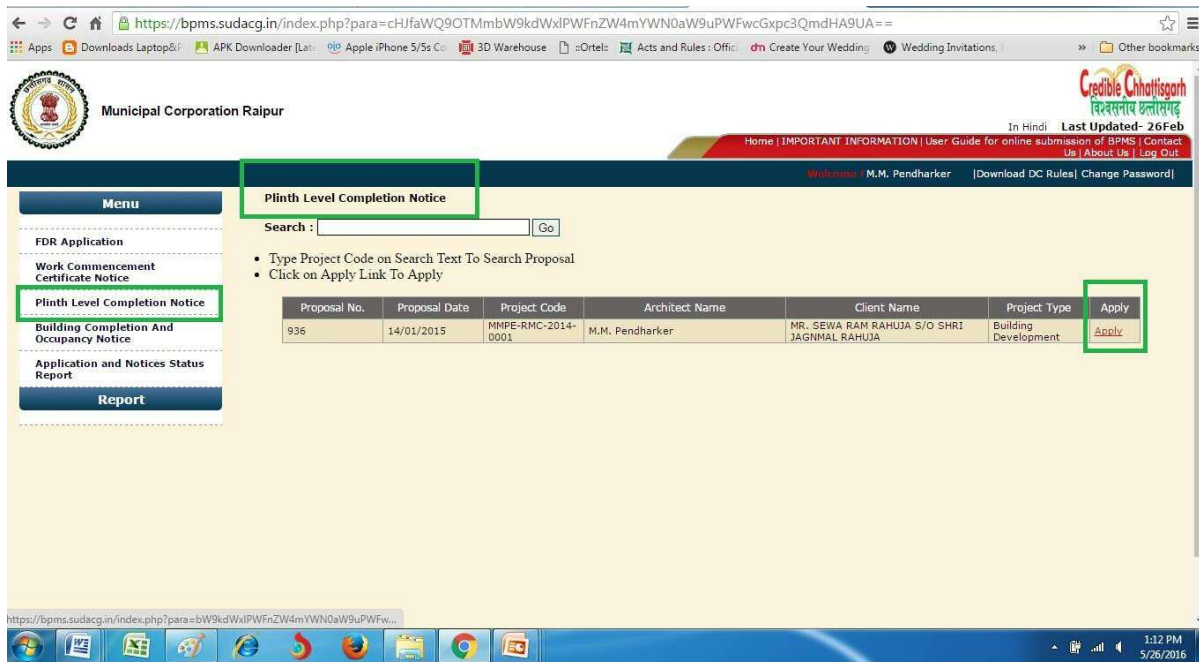 https://bpms.sudacg.in/index.php?para=cHJfaWQ9OTMmbW9kdWxlPWFnZW4mYWN0aW9uPWFwcGxpc3QmdHA9UA==
Apps Downloads Laptop&F APK Downloader [Late Apple iPhone 5/5s Co 3D Warehouse ::Ortel:: Acts and Rules : Offici Create Your Wedding Wedding Invitations, » Other bookmarks
Municipal Corporation Raipur
Credible Chhattisgarh
विश्वसनीय छत्तीसगढ़
In Hindi Last Updated- 26Feb
Home | IMPORTANT INFORMATION | User Guide for online submission of BPMS | Contact
Us | About Us | Log Out
Welcome ! M.M. Pendharker |Download DC Rules| Change Password|
Menu
FDR Application
Work Commencement
Certificate Notice
Plinth Level Completion Notice
Building Completion And
Occupancy Notice
Application and Notices Status
Report
Report
Plinth Level Completion Notice
Search : Go
• Type Project Code on Search Text To Search Proposal
• Click on Apply Link To Apply
Proposal No. Proposal Date Project Code Architect Name Client Name Project Type Apply
936 14/01/2015 MMPE-RMC-2014-0001 M.M. Pendharker MR. SEWA RAM RAHUJA S/O SHRI JAGNMAL RAHUJA Building Development Apply
https://bpms.sudacg.in/index.php?para=bW9kdWxlPWFnZW4mYWN0aW9uPWFw...
1:12 PM
5/26/2016